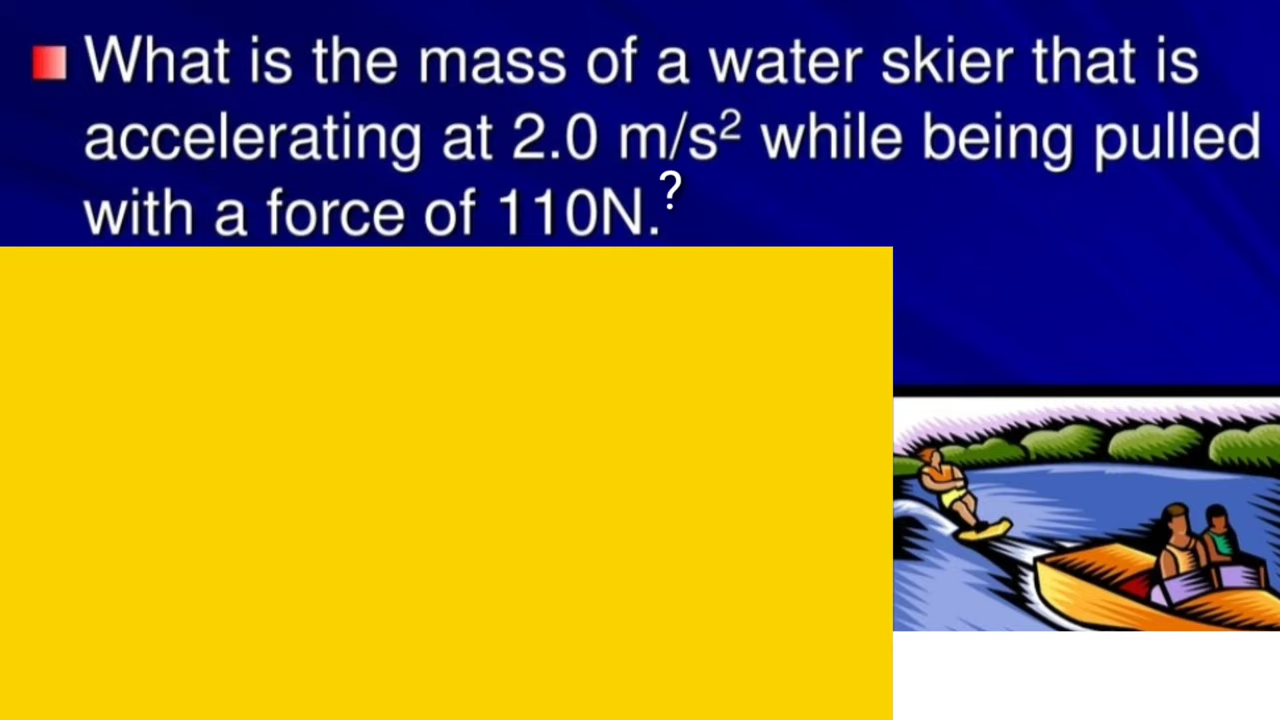 What is the mass of a water skier that is
accelerating at 2.0 m/s² while being pulled
with a force of 110N.?